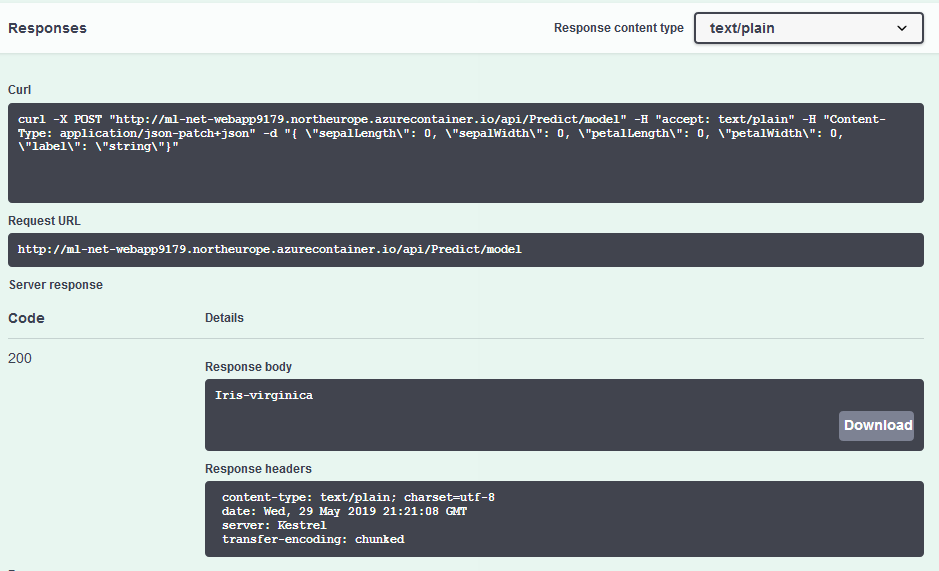 Responses
Response content type
text/plain
Curl
curl -X POST "http://ml-net-webapp9179.northeurope.azurecontainer.io/api/Predict/model" -H "accept: text/plain" -H "Content-
Type: application/json-patch+json" -d "{ \"sepalLength\": 0, \"sepalWidth\": 0, \"petalLength\": 0, \"petalWidth\": 0,
\"label\": \"string\"}"
Request URL
http://ml-net-webapp9179.northeurope.azurecontainer.io/api/Predict/model
Server response
Code
Details
200
Response body
Iris-virginica
Download
Response headers
content-type: text/plain; charset=utf-8
date: Wed, 29 May 2019 21:21:08 GMT
server: Kestrel
transfer-encoding: chunked